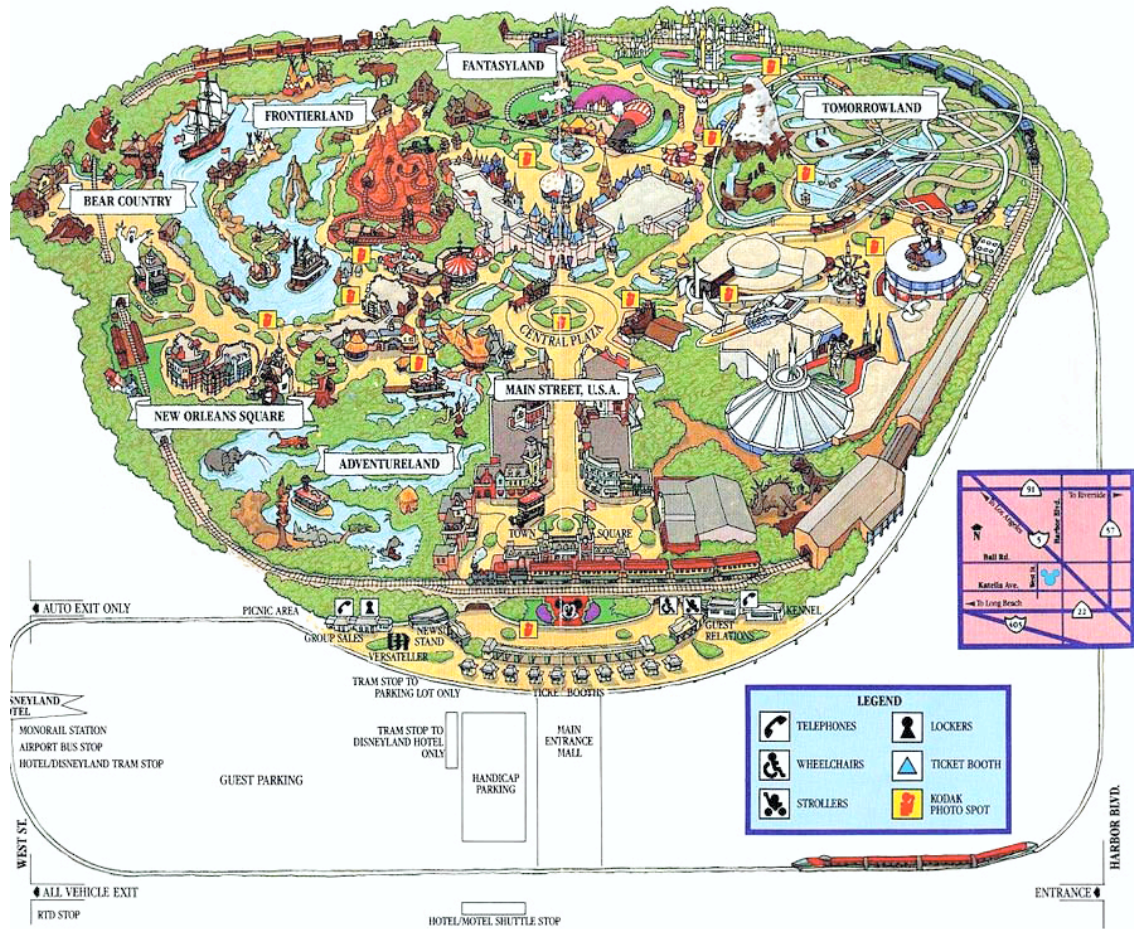 FANTASYLAND
FRONTIERLAND
TOMORROWLAND
BEAR COUNTRY
CENTRAL PLAZA
MAIN STREET, U.S.A.
NEW ORLEANS SQUARE
ADVENTURELAND
TOWN SQUARE
91
To Riverside
To Los Angeles
Harbor Blvd.
57
5
N
Ball Rd.
Katella Ave.
West St.
To Long Beach
22
605
AUTO EXIT ONLY
PICNIC AREA
GROUP SALES
NEWS
STAND
VERSATELLER
GUEST
RELATIONS
KENNEL
TRAM STOP TO
PARKING LOT ONLY
TICKET BOOTHS
SNEYLAND
OTEL
MONORAIL STATION
AIRPORT BUS STOP
HOTEL/DISNEYLAND TRAM STOP
TRAM STOP TO
DISNEYLAND HOTEL
ONLY
MAIN
ENTRANCE
MALL
GUEST PARKING
HANDICAP
PARKING
LEGEND
TELEPHONES
LOCKERS
WHEELCHAIRS
TICKET BOOTH
STROLLERS
KODAK
PHOTO SPOT
WEST ST.
HARBOR BLVD.
ALL VEHICLE EXIT
RTD STOP
HOTEL/MOTEL SHUTTLE STOP
ENTRANCE